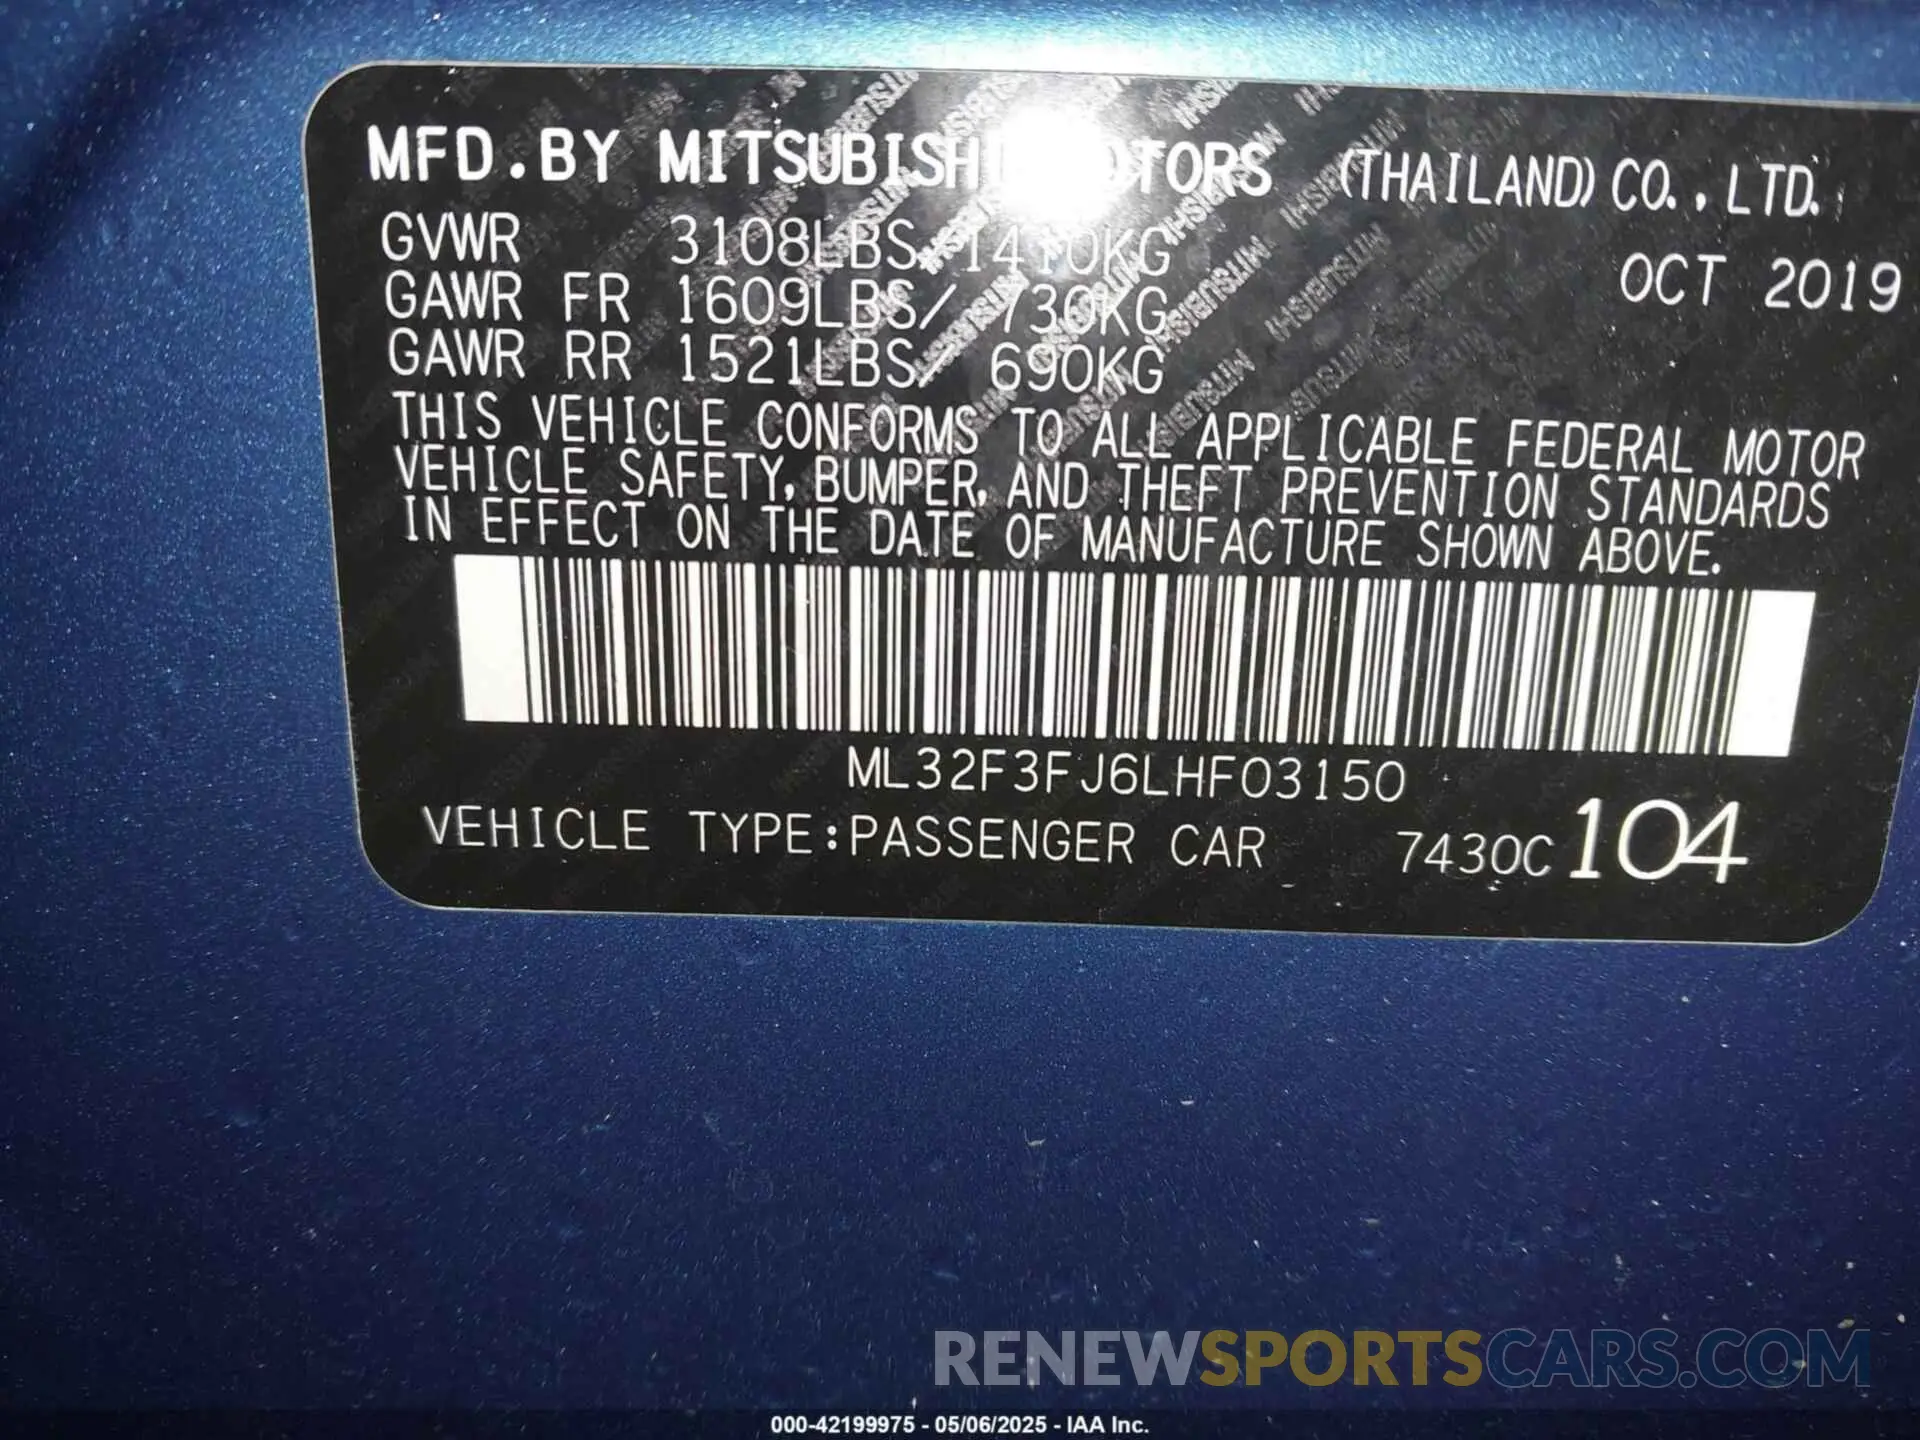 MFD.BY MITSUBISHI MOTORS (THAILAND) CO.,LTD.
GVWR 3108LBS/1410KG
OCT 2019
GAWR FR 1609LBS/ 730KG
GAWR RR 1521LBS/ 690KG
THIS VEHICLE CONFORMS TO ALL APPLICABLE FEDERAL MOTOR
VEHICLE SAFETY, BUMPER, AND THEFT PREVENTION STANDARDS
IN EFFECT ON THE DATE OF MANUFACTURE SHOWN ABOVE.
ML32F3FJ6LHF03150
VEHICLE TYPE:PASSENGER CAR 7430C 104
RENEWSPORTSCARS.COM
000-42199975 - 05/06/2025 - IAA Inc.